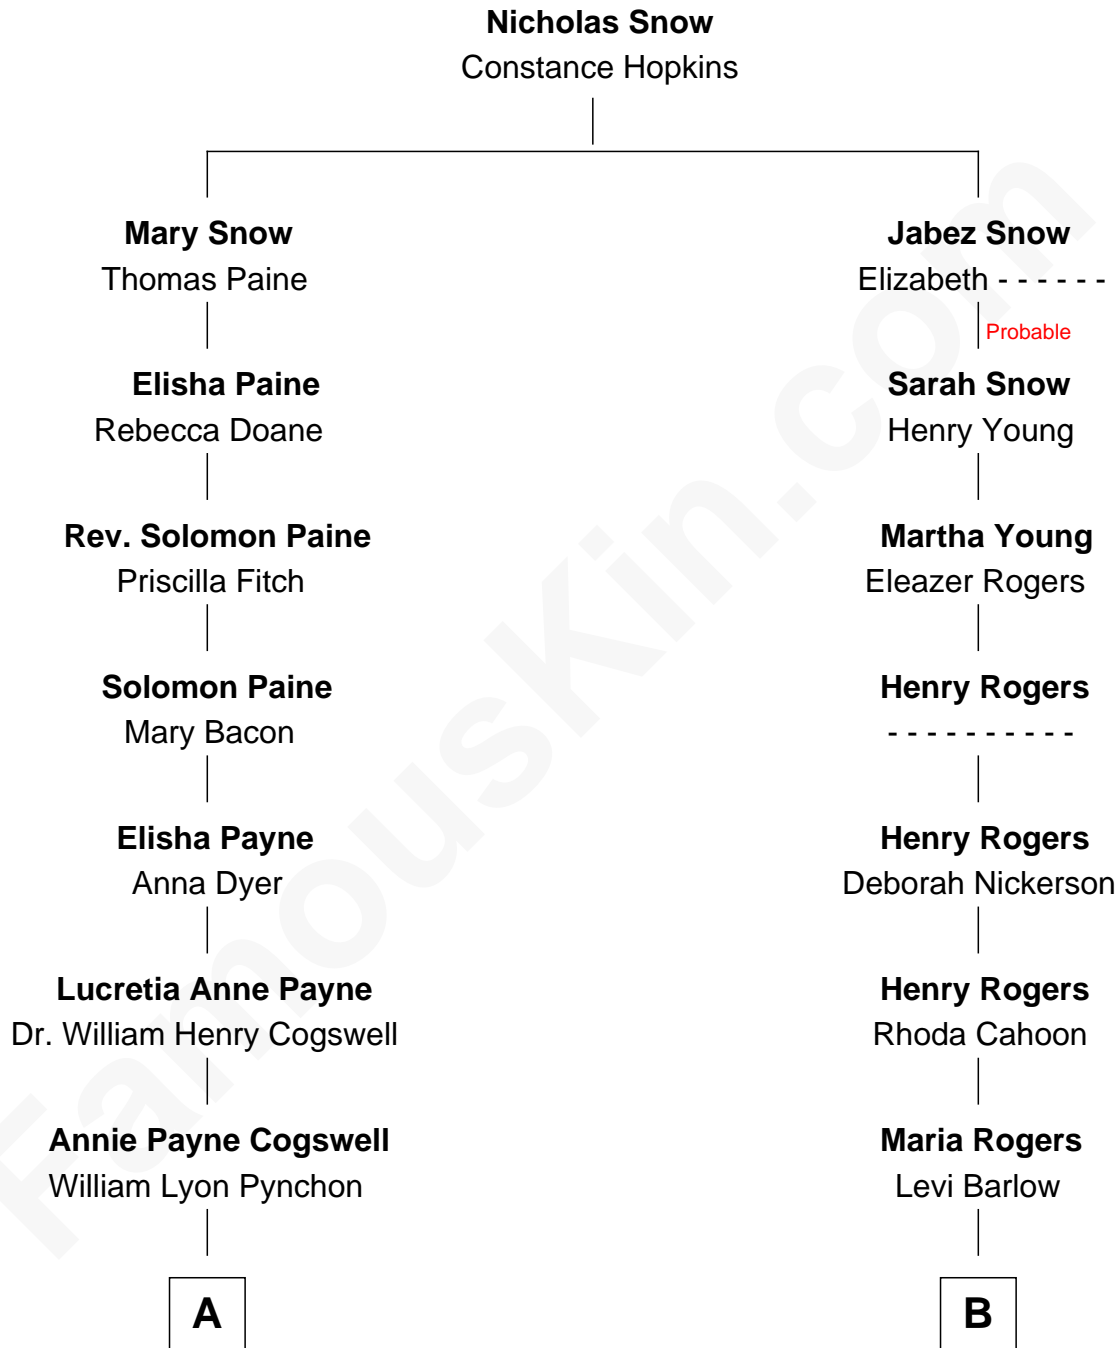 Nicholas Snow
Constance Hopkins
Mary Snow
Thomas Paine
Jabez Snow
Elizabeth - - - - - -
Probable
Elisha Paine
Rebecca Doane
Sarah Snow
Henry Young
Rev. Solomon Paine
Priscilla Fitch
Martha Young
Eleazer Rogers
Solomon Paine
Mary Bacon
Henry Rogers
- - - - - - - - - -
Elisha Payne
Anna Dyer
Henry Rogers
Deborah Nickerson
Lucretia Anne Payne
Dr. William Henry Cogswell
Henry Rogers
Rhoda Cahoon
Annie Payne Cogswell
William Lyon Pynchon
Maria Rogers
Levi Barlow
A
B
FamousKin.com